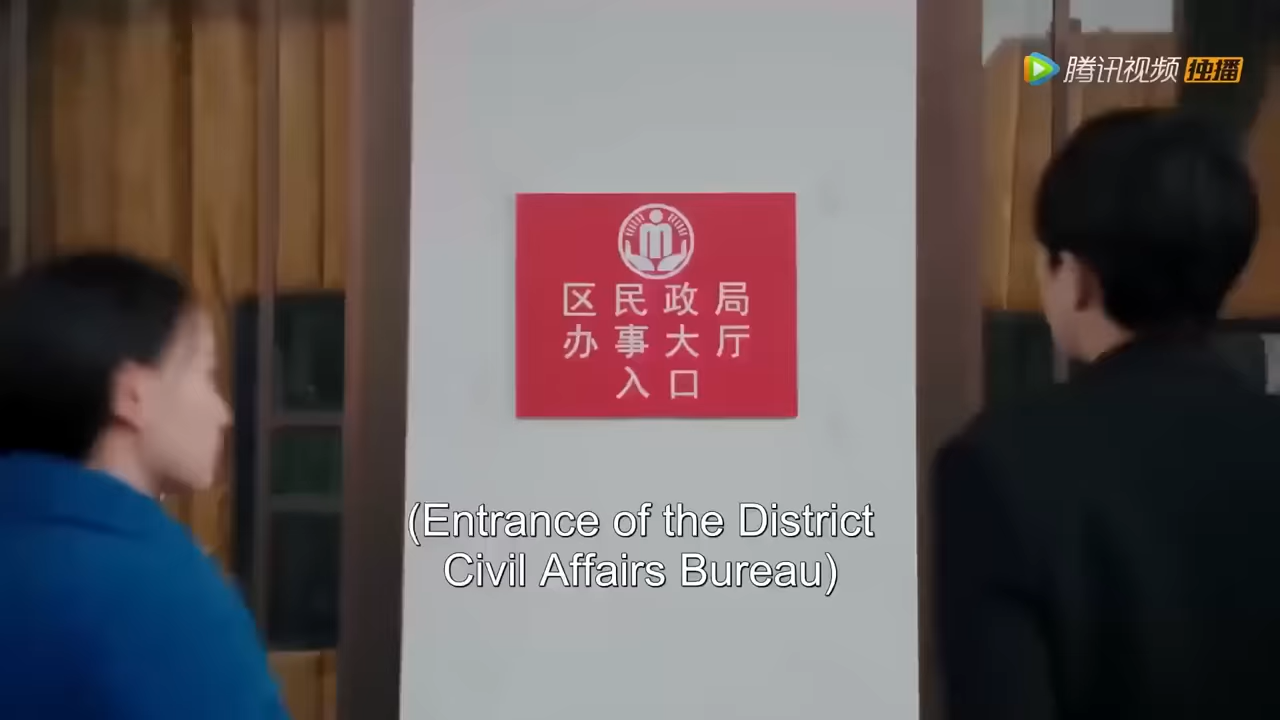 腾讯视频 独播
区民政局
办事大厅
入口
(Entrance of the District
Civil Affairs Bureau)